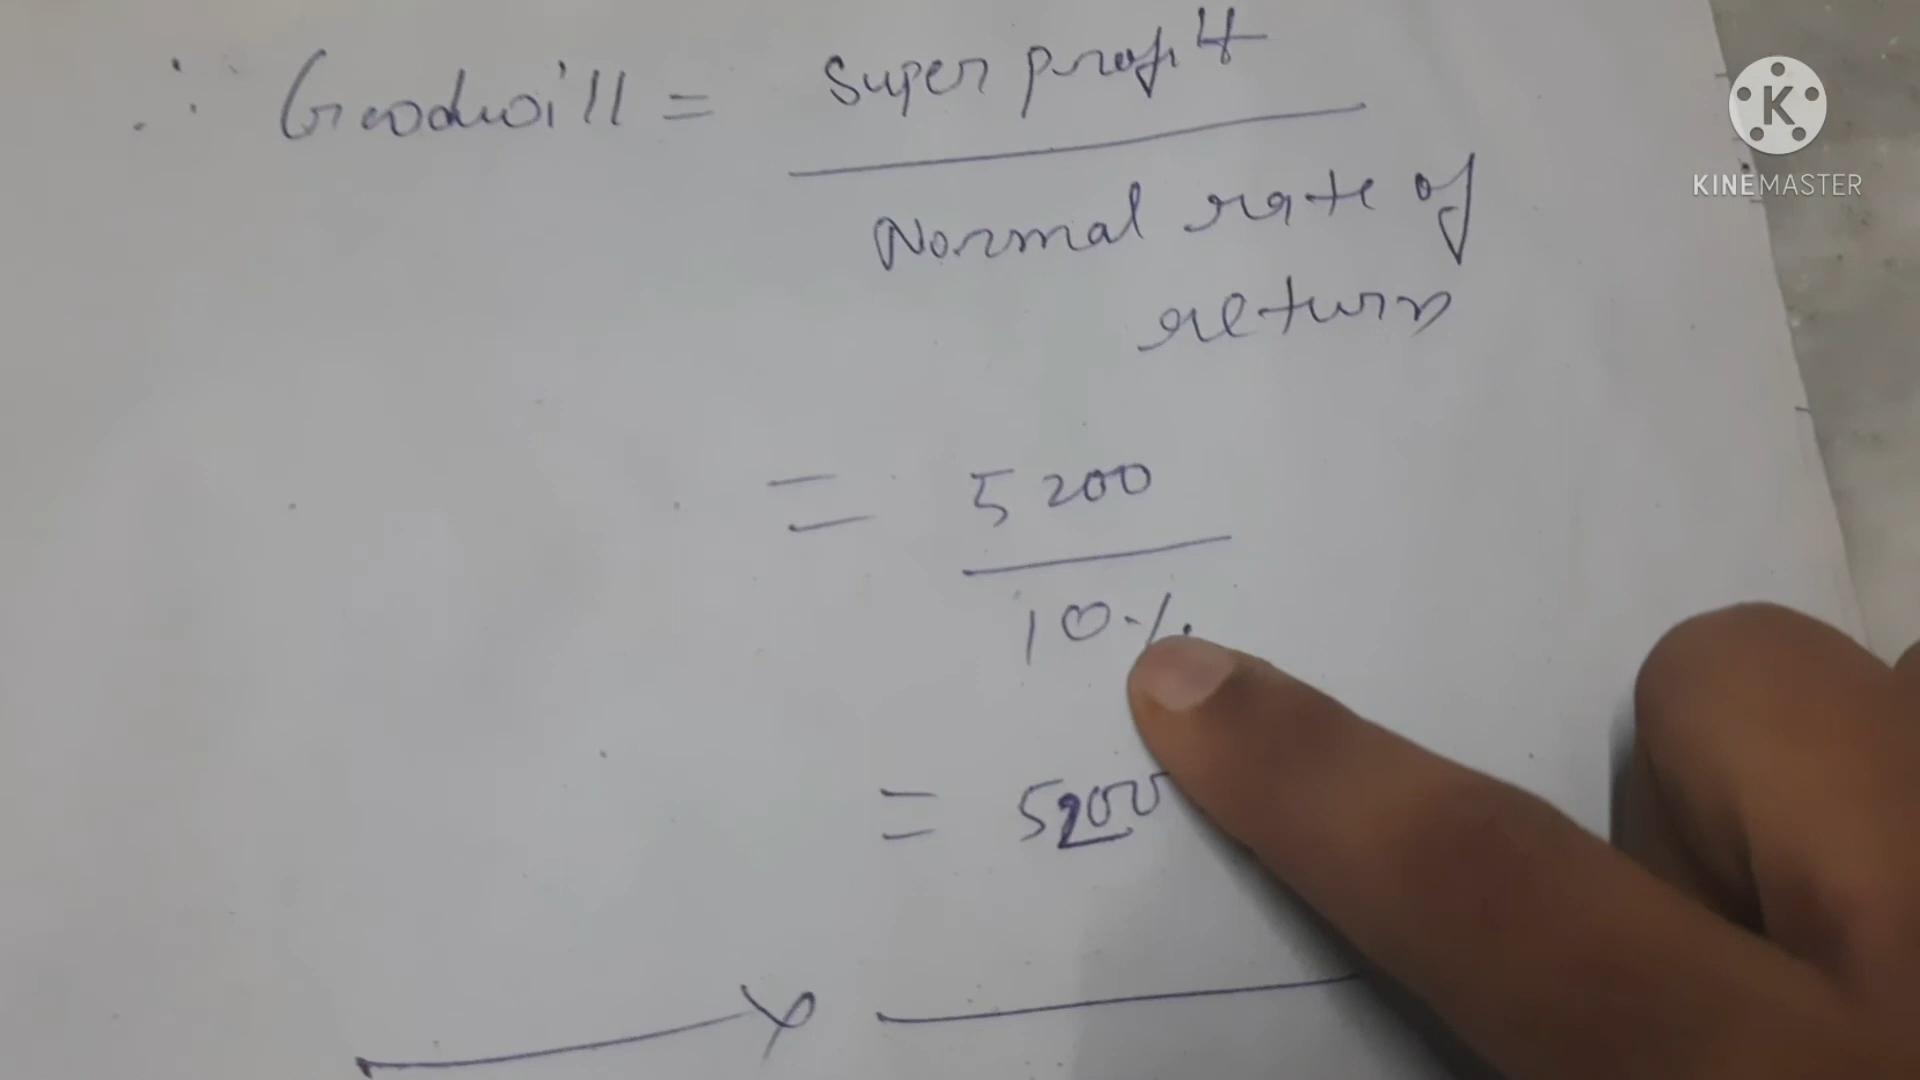 ∴ Goodwill = Super profit
Normal rate of
return
= 5200
10%
= 5200
K
KINEMASTER